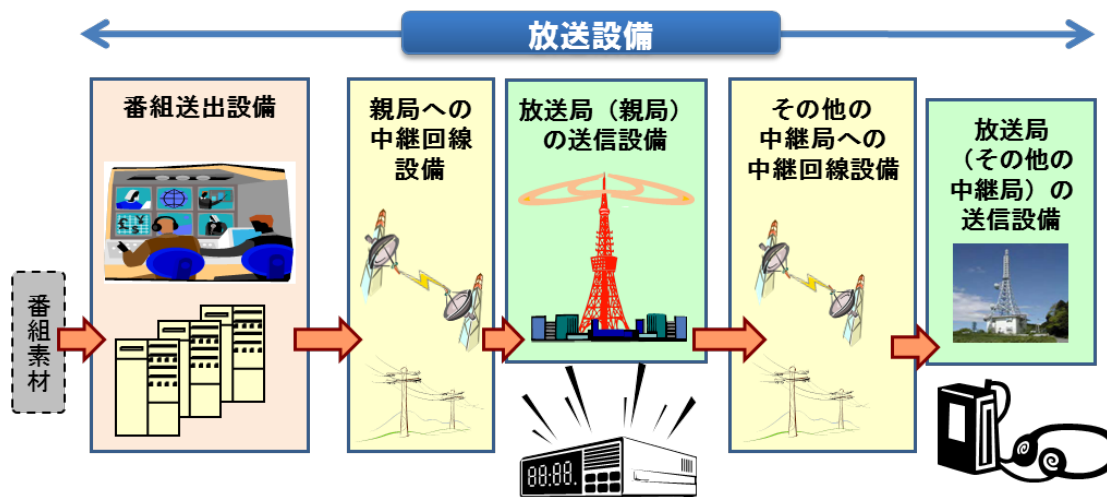 放送設備
番組送出設備
親局への
中継回線
設備
放送局（親局）
の送信設備
その他の
中継局への
中継回線設備
放送局
（その他の
中継局）の
送信設備
番組素材
£ ¥
$
88:88.